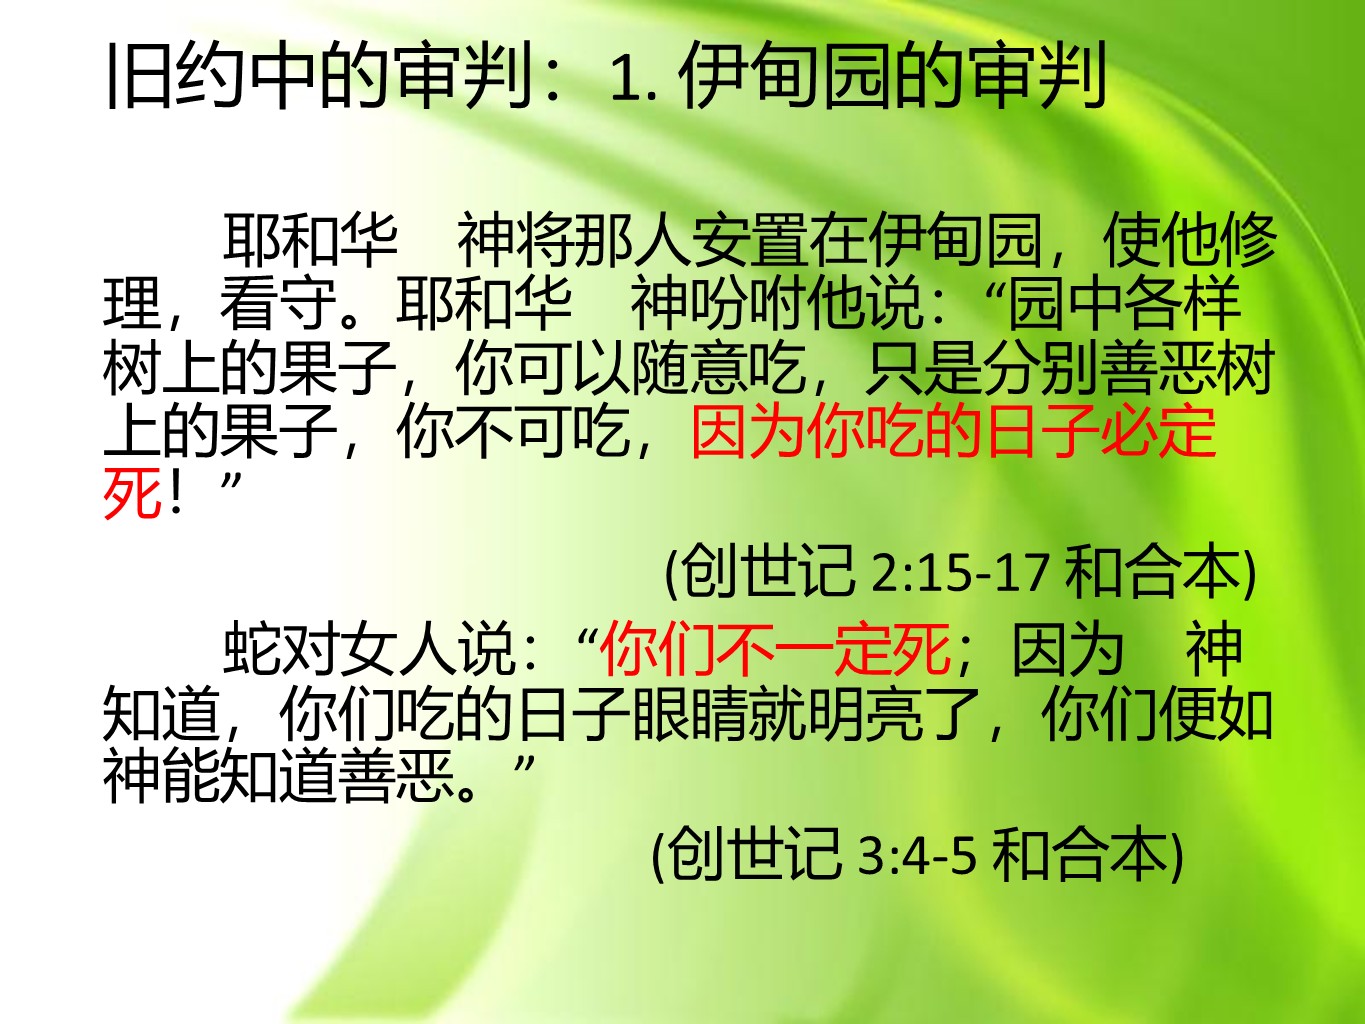 旧约中的审判：1. 伊甸园的审判
耶和华　神将那人安置在伊甸园，使他修
理，看守。耶和华　神吩咐他说：“园中各样
树上的果子，你可以随意吃，只是分别善恶树
上的果子，你不可吃，因为你吃的日子必定
死！”
(创世记 2:15-17 和合本)
蛇对女人说：“你们不一定死；因为　神
知道，你们吃的日子眼睛就明亮了，你们便如
神能知道善恶。”
(创世记 3:4-5 和合本)